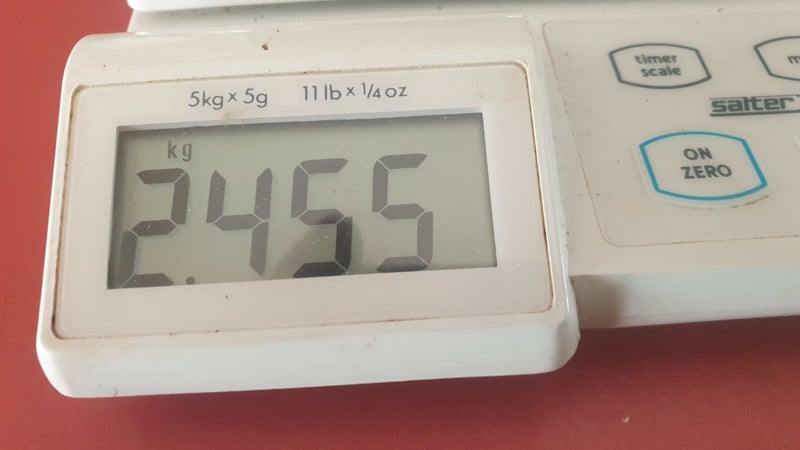 5kg x 5g 11 lb x 1/4 oz
kg
2.455
timer
scale
salter
ON
ZERO